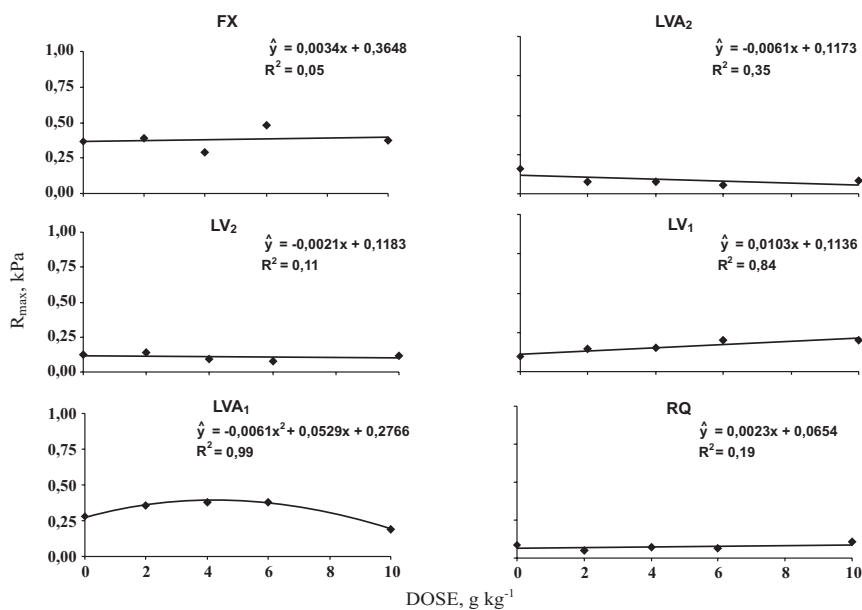 FX
ŷ = 0,0034x + 0,3648
R² = 0,05
1,00
0,75
0,50
0,25
0,00
LVA₂
ŷ = -0,0061x + 0,1173
R² = 0,35
LV₂
ŷ = -0,0021x + 0,1183
R² = 0,11
1,00
0,75
0,50
0,25
0,00
LV₁
ŷ = 0,0103x + 0,1136
R² = 0,84
Rmax, kPa
LVA₁
ŷ = -0,0061x² + 0,0529x + 0,2766
R² = 0,99
1,00
0,75
0,50
0,25
0,00
0 2 4 6 8 10
RQ
ŷ = 0,0023x + 0,0654
R² = 0,19
0 2 4 6 8 10
DOSE, g kg⁻¹